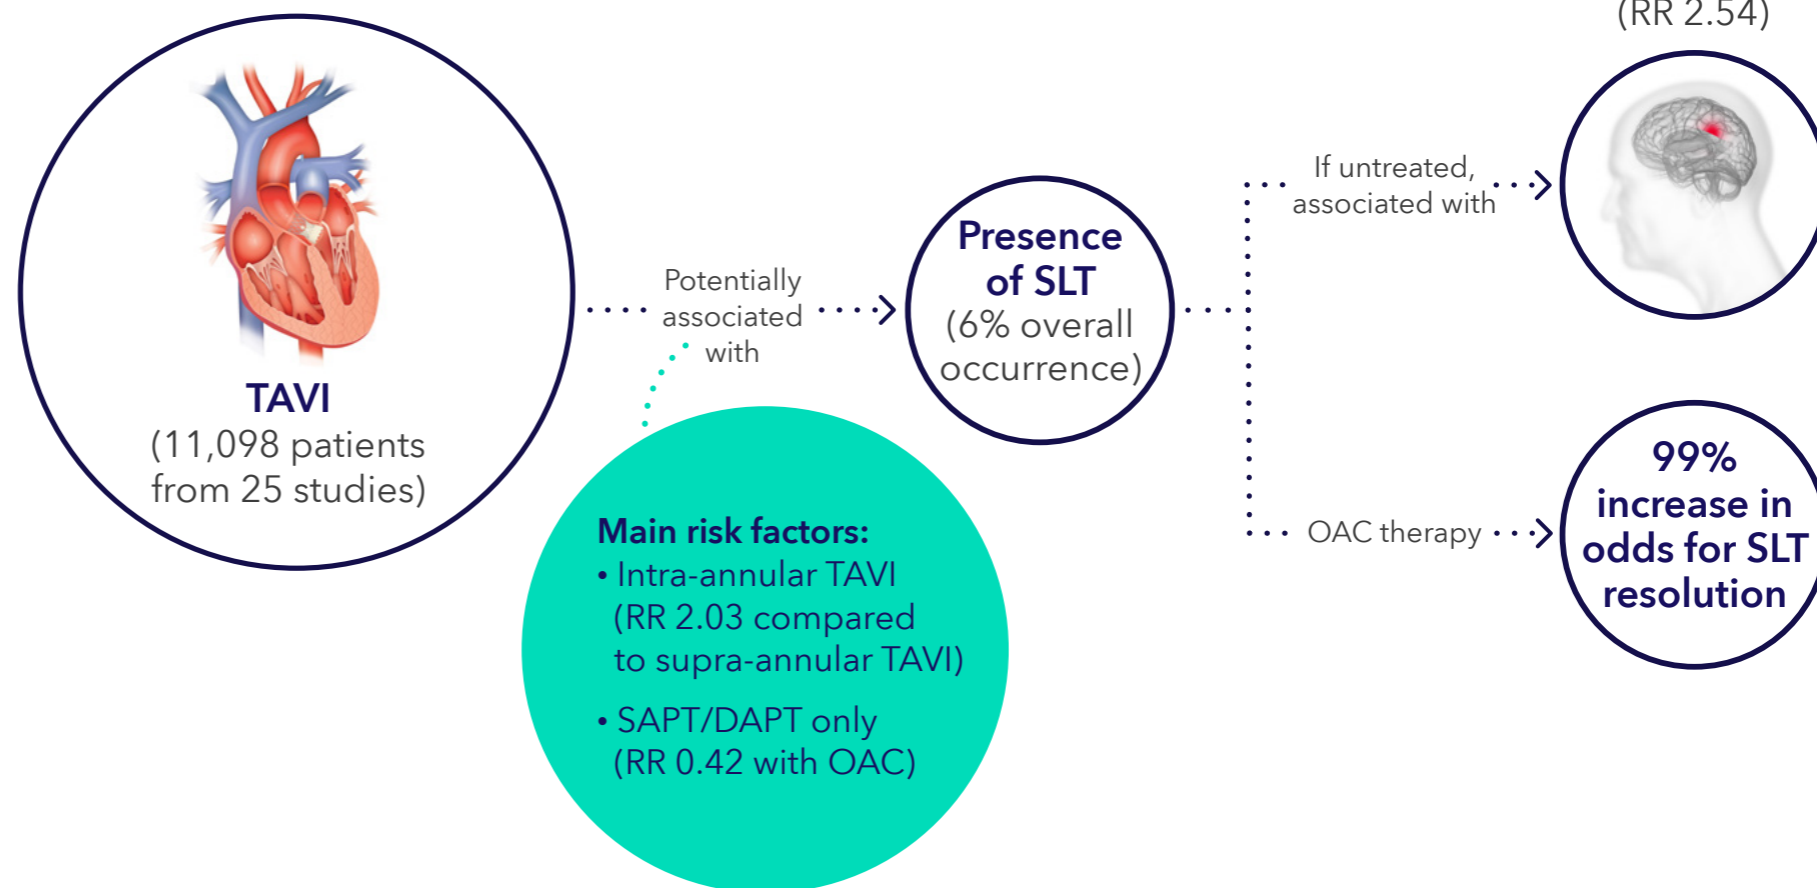 (RR 2.54)
TAVI
(11,098 patients
from 25 studies)
Potentially
associated
with
Main risk factors:
• Intra-annular TAVI
(RR 2.03 compared
to supra-annular TAVI)
• SAPT/DAPT only
(RR 0.42 with OAC)
Presence
of SLT
(6% overall
occurrence)
If untreated,
associated with
OAC therapy
99%
increase in
odds for SLT
resolution